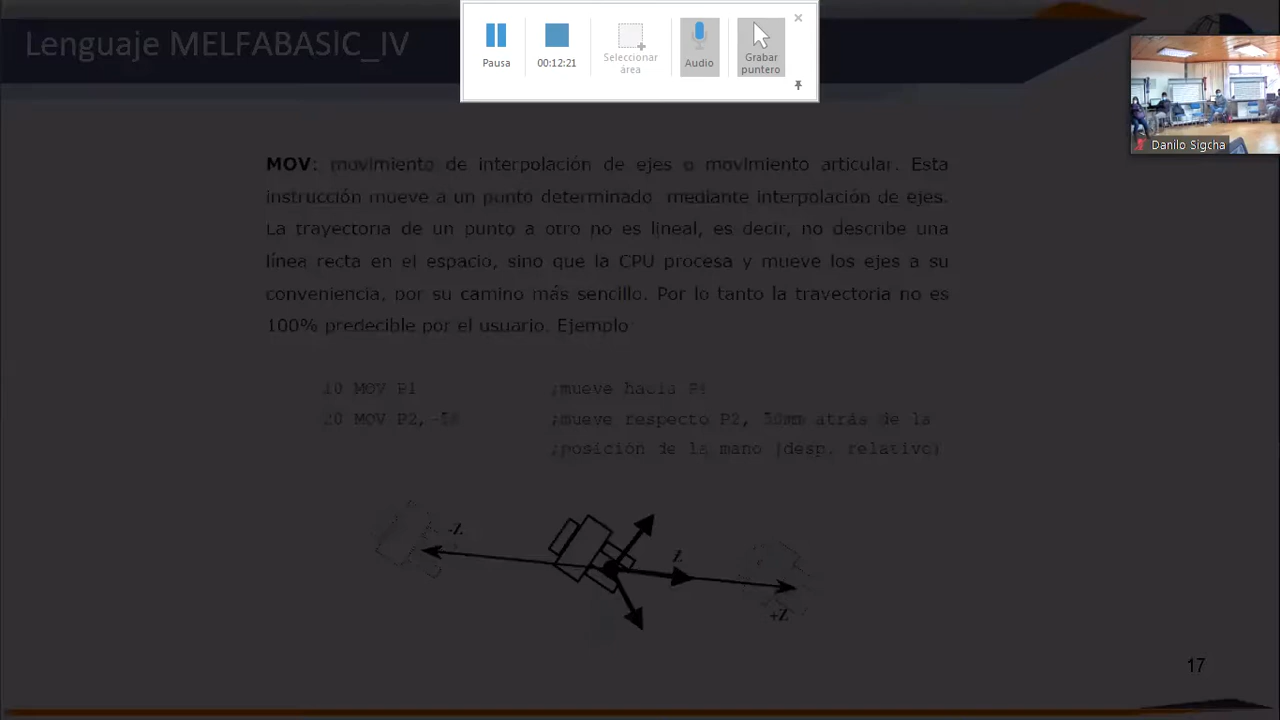 Lenguaje MELFABASIC_IV
Pausa
00:12:21
Seleccionar
área
Audio
Grabar
puntero
Danilo Sigcha
MOV: movimiento de interpolación de ejes o movimiento articular. Esta
instrucción mueve a un punto determinado mediante interpolación de ejes.
La trayectoria de un punto a otro no es lineal, es decir, no describe una
línea recta en el espacio, sino que la CPU procesa y mueve los ejes a su
conveniencia, por su camino más sencillo. Por lo tanto la trayectoria no es
100% predecible por el usuario. Ejemplo
10 MOV P1 ;mueve hacia
20 MOV P2, -50 ;mueve respecto P2, 50mm atrás de la
;posición de la mano (desp. relativo)
-Z
Z
+Z
17